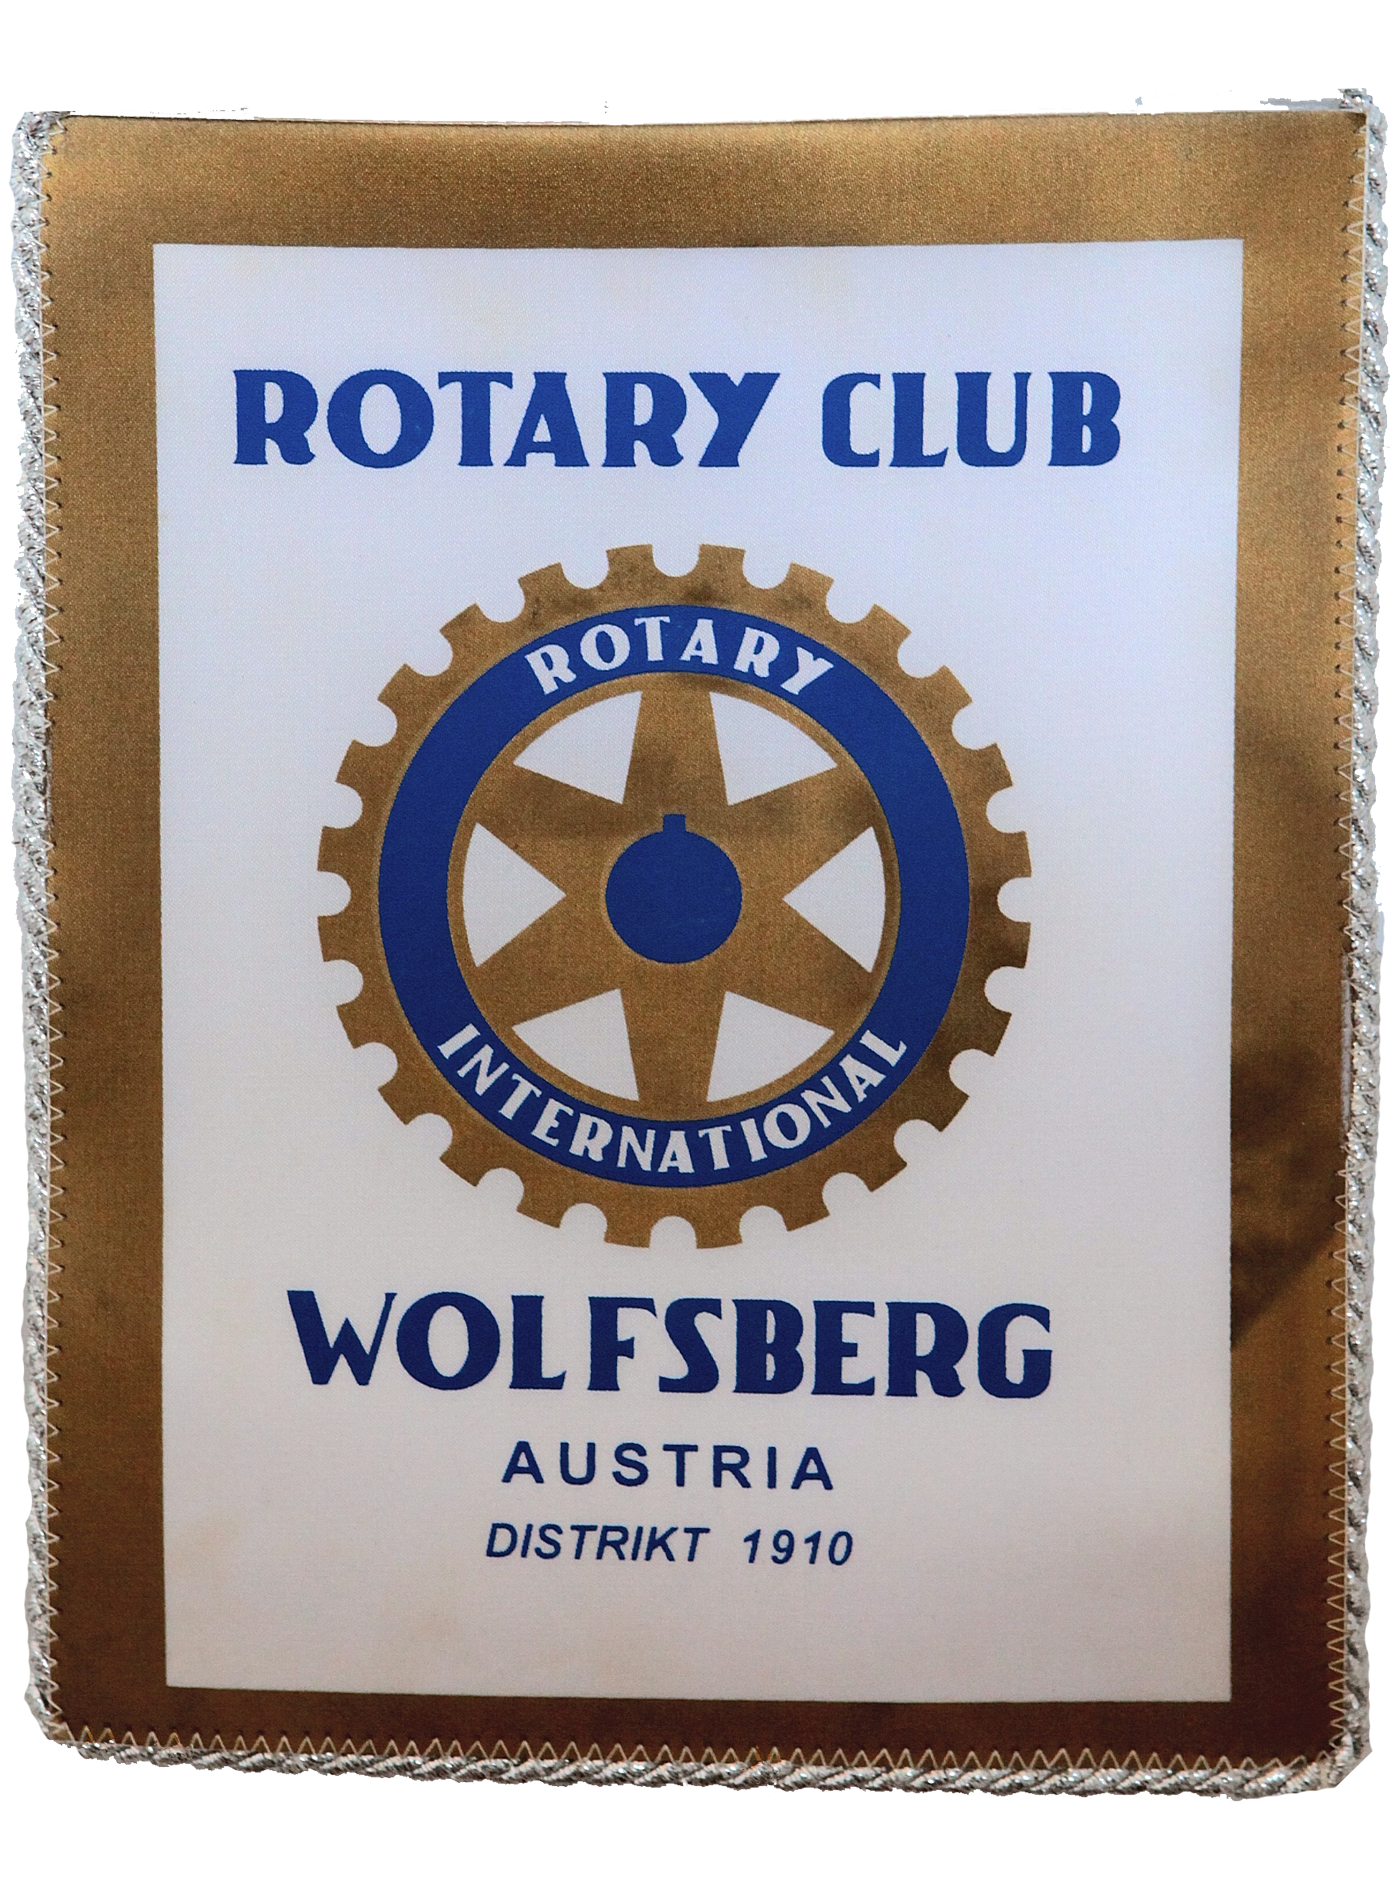 ROTARY CLUB
ROTARY
INTERNATIONAL
WOLFSBERG
AUSTRIA
DISTRIKT 1910